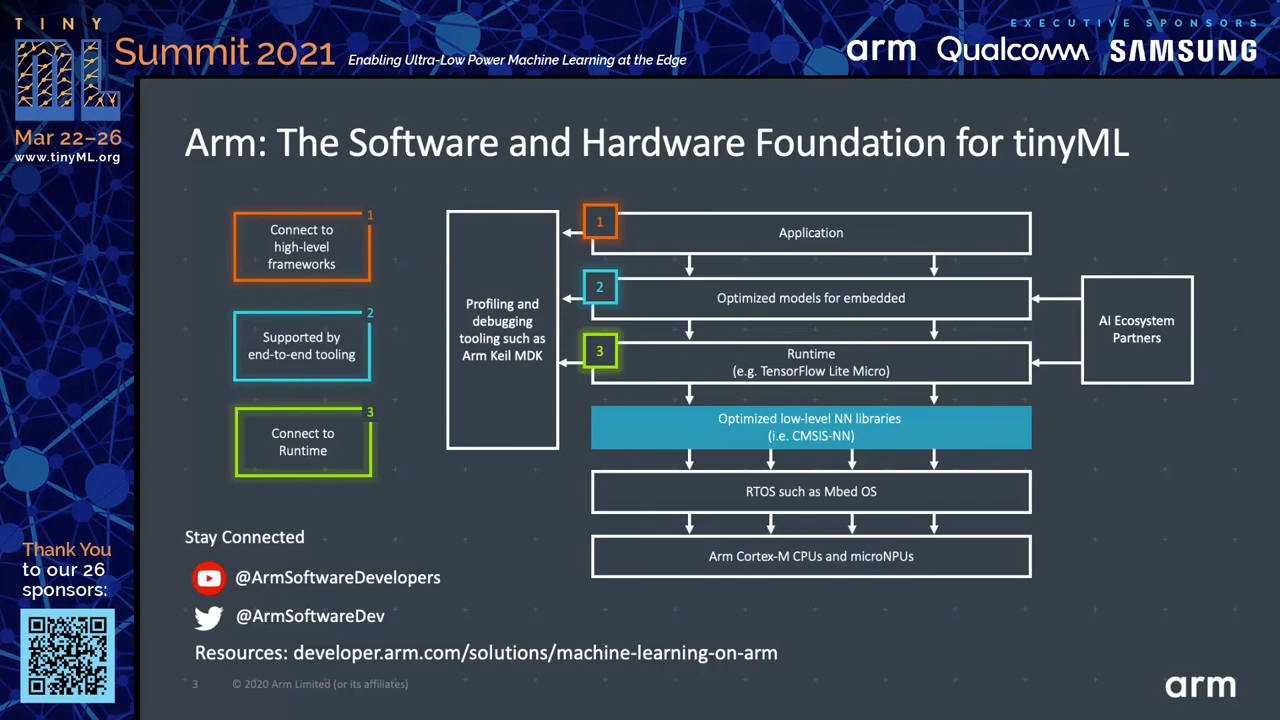 TINY
ML
Summit 2021
Enabling Ultra-Low Power Machine Learning at the Edge
EXECUTIVE SPONSORS
arm Qualcomm SAMSUNG
Mar 22–26
www.tinyML.org
Arm: The Software and Hardware Foundation for tinyML
1
Connect to
high-level
frameworks
2
Supported by
end-to-end tooling
3
Connect to
Runtime
Profiling and
debugging
tooling such as
Arm Keil MDK
1
Application
2
Optimized models for embedded
3
Runtime
(e.g. TensorFlow Lite Micro)
Optimized low-level NN libraries
(i.e. CMSIS-NN)
RTOS such as Mbed OS
Arm Cortex-M CPUs and microNPUs
AI Ecosystem
Partners
Stay Connected
@ArmSoftwareDevelopers
@ArmSoftwareDev
Resources: developer.arm.com/solutions/machine-learning-on-arm
3 © 2020 Arm Limited (or its affiliates)
arm
Thank You
to our 26
sponsors: